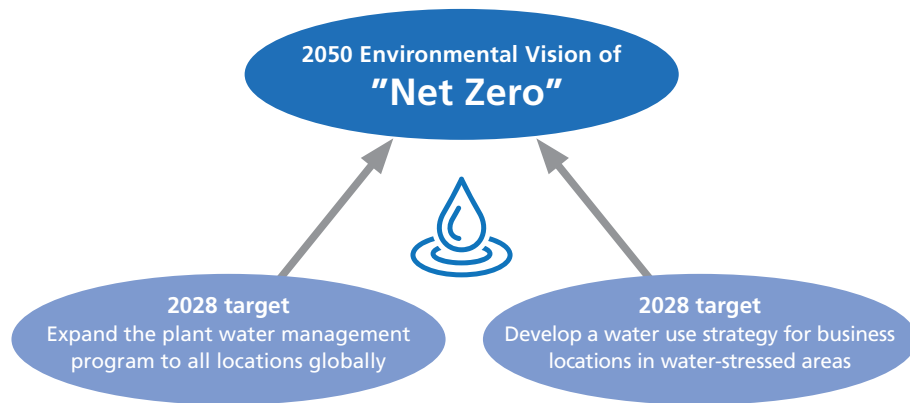 2050 Environmental Vision of
”Net Zero”
2028 target
Expand the plant water management
program to all locations globally
2028 target
Develop a water use strategy for business
locations in water-stressed areas